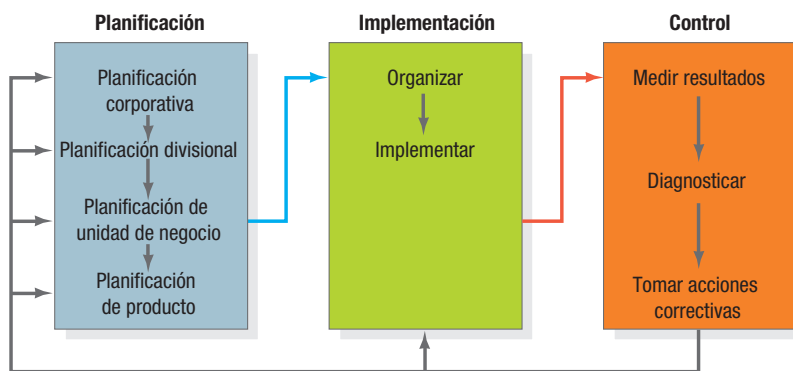 Planificación
Planificación
corporativa
Planificación divisional
Planificación de
unidad de negocio
Planificación
de producto
Implementación
Organizar
Implementar
Control
Medir resultados
Diagnosticar
Tomar acciones
correctivas